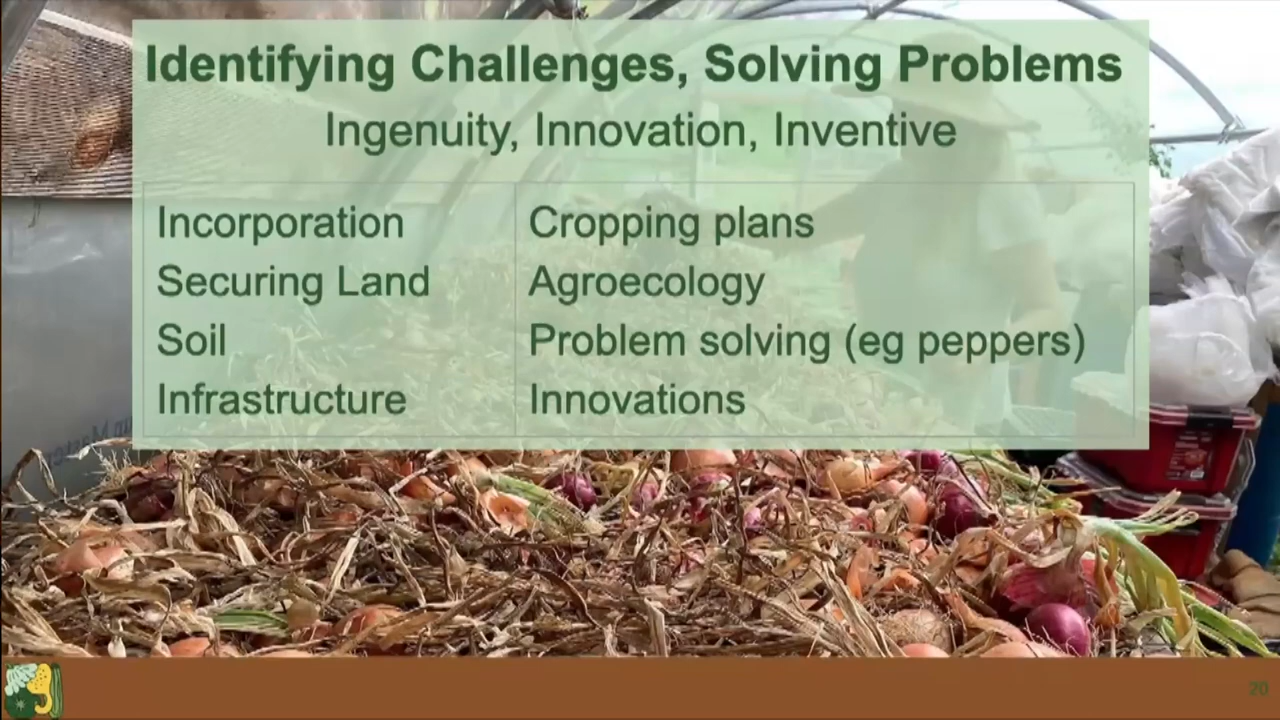 Identifying Challenges, Solving Problems
Ingenuity, Innovation, Inventive
Incorporation
Securing Land
Soil
Infrastructure
Cropping plans
Agroecology
Problem solving (eg peppers)
Innovations
20